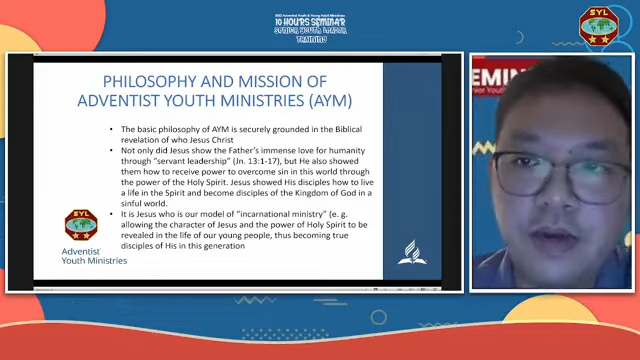 10 HOURS SEMINAR
SENIOR YOUTH LEADER
TRAINING
SYL
PHILOSOPHY AND MISSION OF
ADVENTIST YOUTH MINISTRIES (AYM)
• The basic philosophy of AYM is securely grounded in the Biblical
revelation of who Jesus Christ
• Not only did Jesus show the Father's immense love for humanity
through "servant leadership" (Jn. 13:1-17), but He also showed
them how to receive power to overcome sin in this world through
the power of the Holy Spirit. Jesus showed His disciples how to live
a life in the Spirit and become disciples of the Kingdom of God in a
sinful world.
• It is Jesus who is our model of "incarnational ministry" (e. g.
allowing the character of Jesus and the power of Holy Spirit to be
revealed in the life of our young people, thus becoming true
disciples of His in this generation
SYL
Adventist
Youth Ministries
EMIN